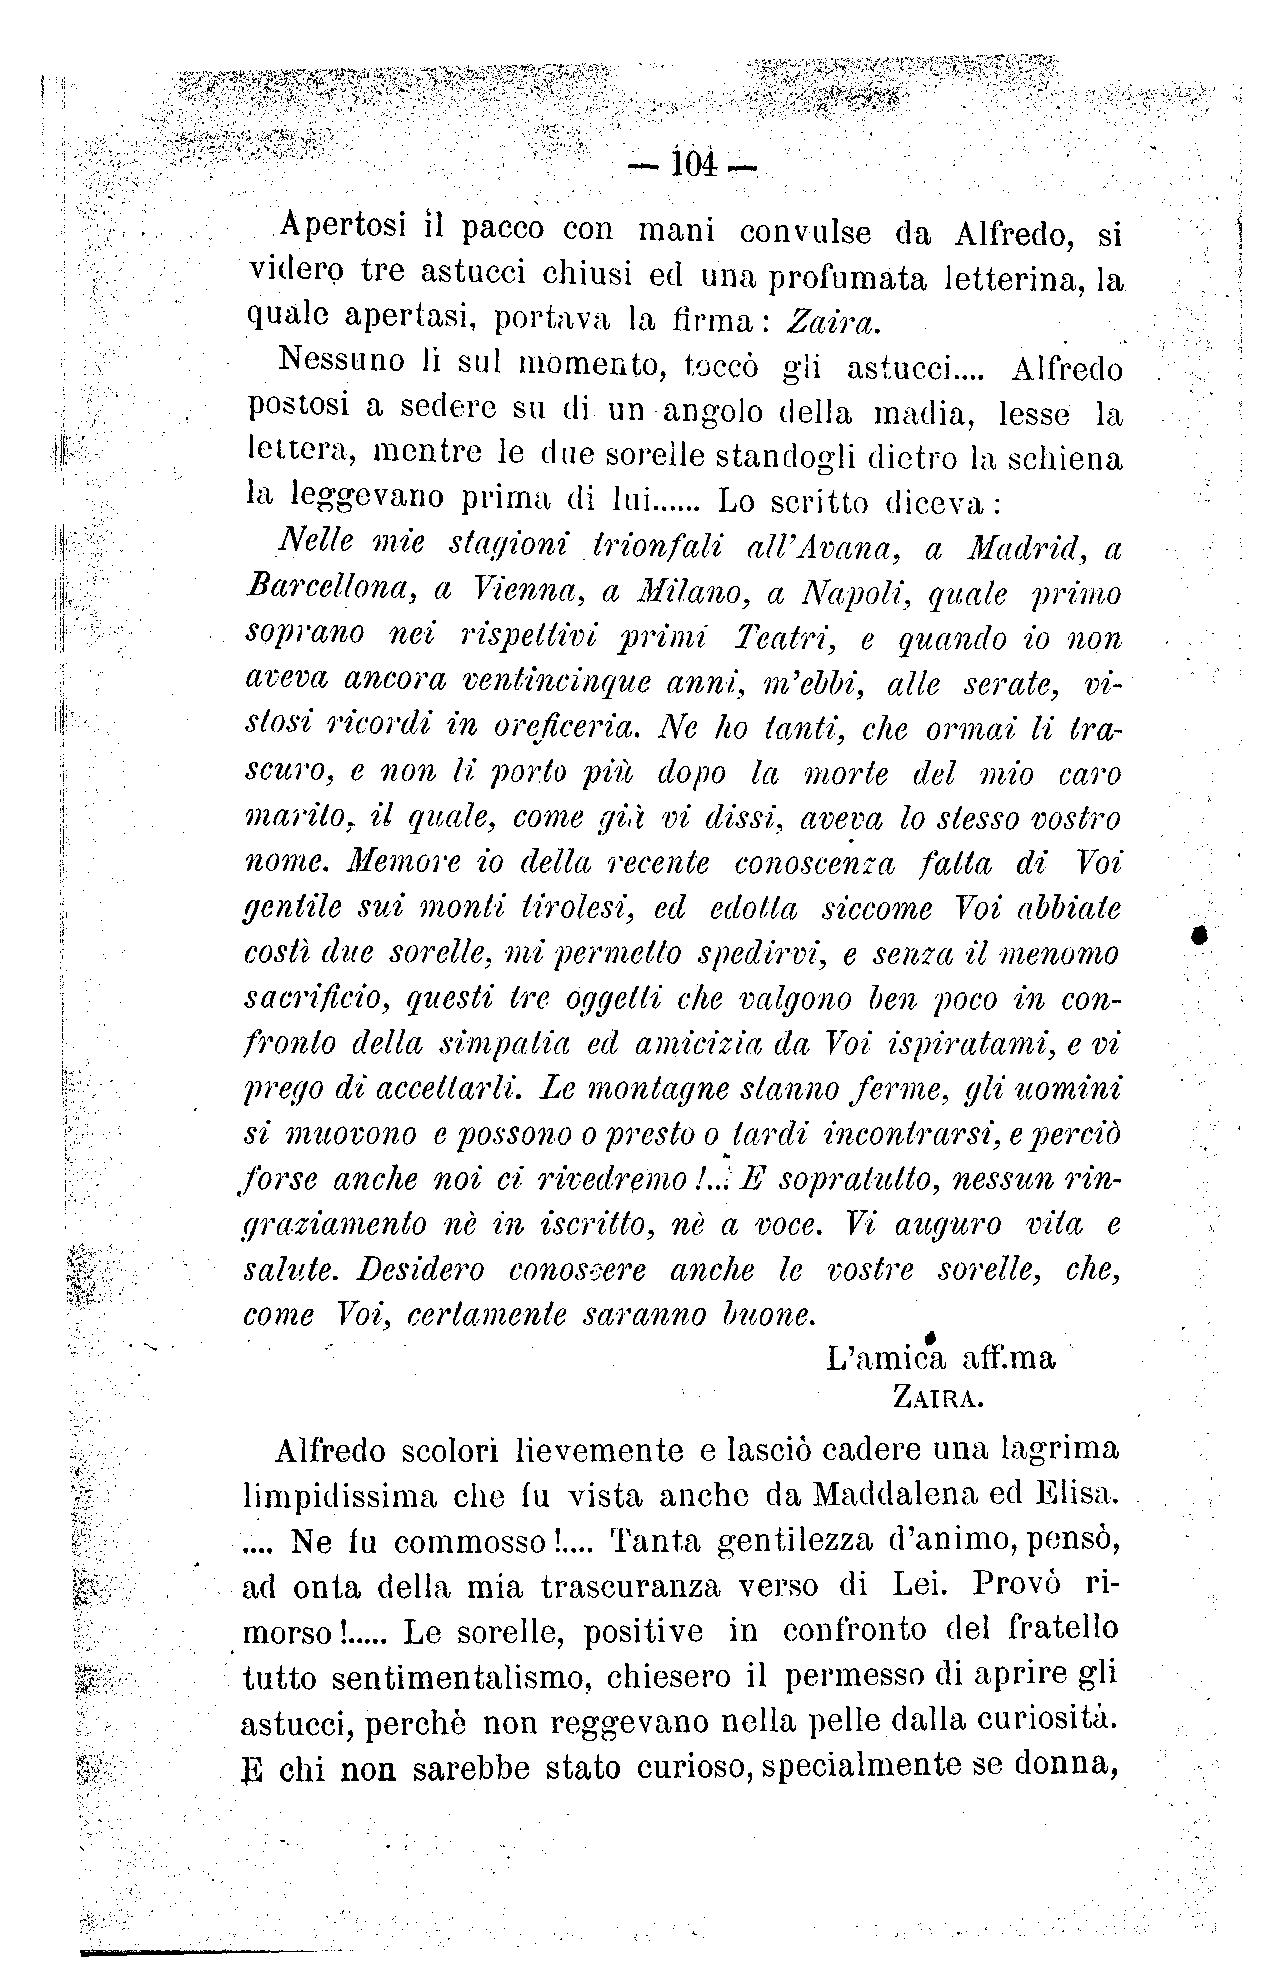 — 104 —
Apertosi il pacco con mani convulse da Alfredo, si
videro tre astucci chiusi ed una profumata letterina, la
quale apertasi, portava la firma: Zaira.
Nessuno lì sul momento, toccò gli astucci.... Alfredo
postosi a sedere su di un angolo della madia, lesse la
lettera, mentre le due sorelle standogli dietro la schiena
la leggevano prima di lui...... Lo scritto diceva:
Nelle mie stagioni trionfali all'Avana, a Madrid, a
Barcellona, a Vienna, a Milano, a Napoli, quale primo
soprano nei rispettivi primi Teatri, e quando io non
aveva ancora ventincinque anni, m'ebbi, alle serate, vi-
stosi ricordi in oreficeria. Ne ho tanti, che ormai li tra-
scuro, e non li porto più dopo la morte del mio caro
marito, il quale, come già vi dissi, aveva lo stesso vostro
nome. Memore io della recente conoscenza fatta di Voi
gentile sui monti tirolesi, ed edotta siccome Voi abbiate
costì due sorelle, mi permetto spedirvi, e senza il menomo
sacrificio, questi tre oggetti che valgono ben poco in con-
fronto della simpatia ed amicizia da Voi ispiratami, e vi
prego di accettarli. Le montagne stanno ferme, gli uomini
si muovono e possono o presto o tardi incontrarsi, e perciò
forse anche noi ci rivedremo!... E sopratutto, nessun rin-
graziamento nè in iscritto, nè a voce. Vi auguro vita e
salute. Desidero conoscere anche le vostre sorelle, che,
come Voi, certamente saranno buone.
L'amica aff.ma
ZAIRA.
Alfredo scolorì lievemente e lasciò cadere una lagrima
limpidissima che fu vista anche da Maddalena ed Elisa.
.... Ne fu commosso!.... Tanta gentilezza d'animo, pensò,
ad onta della mia trascuranza verso di Lei. Provò ri-
morso!..... Le sorelle, positive in confronto del fratello
tutto sentimentalismo, chiesero il permesso di aprire gli
astucci, perchè non reggevano nella pelle dalla curiosità.
E chi non sarebbe stato curioso, specialmente se donna,